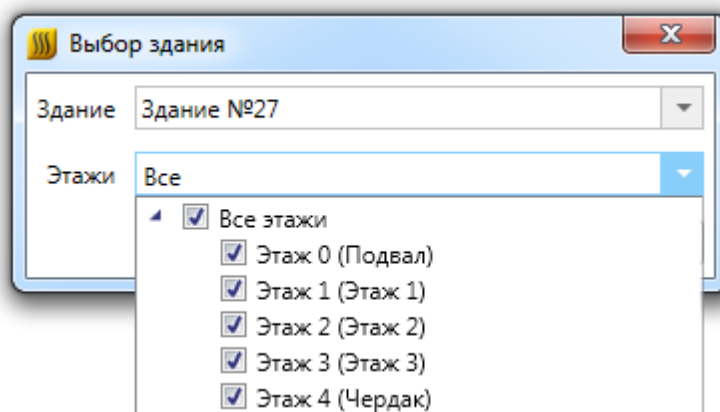 Выбор здания
Здание Здание №27
Этажи Все
Все этажи
Этаж 0 (Подвал)
Этаж 1 (Этаж 1)
Этаж 2 (Этаж 2)
Этаж 3 (Этаж 3)
Этаж 4 (Чердак)